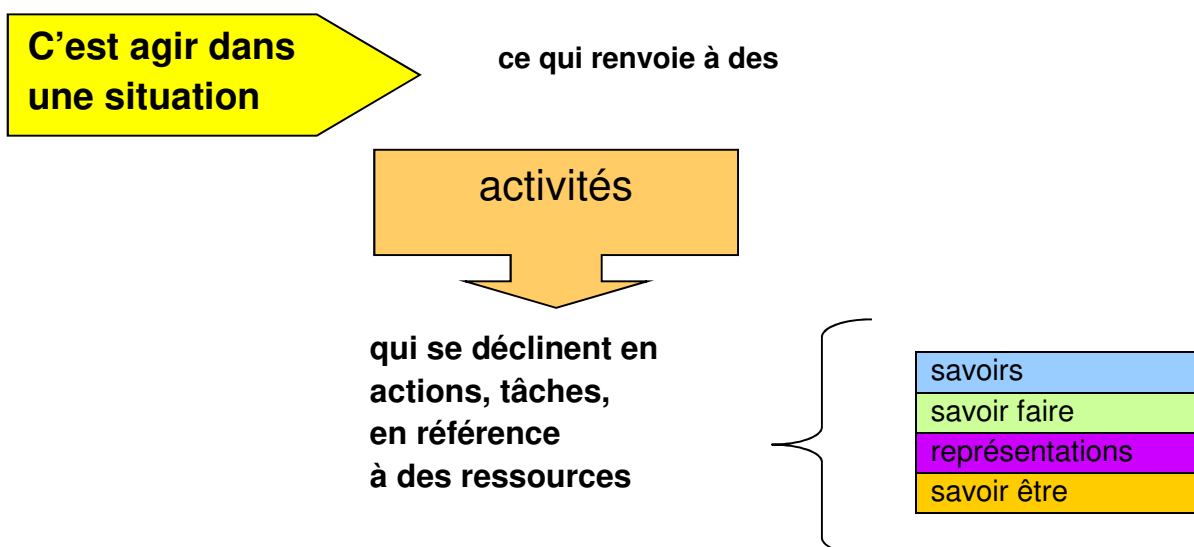 C’est agir dans
une situation
ce qui renvoie à des
activités
qui se déclinent en
actions, tâches,
en référence
à des ressources
savoirs
savoir faire
représentations
savoir être